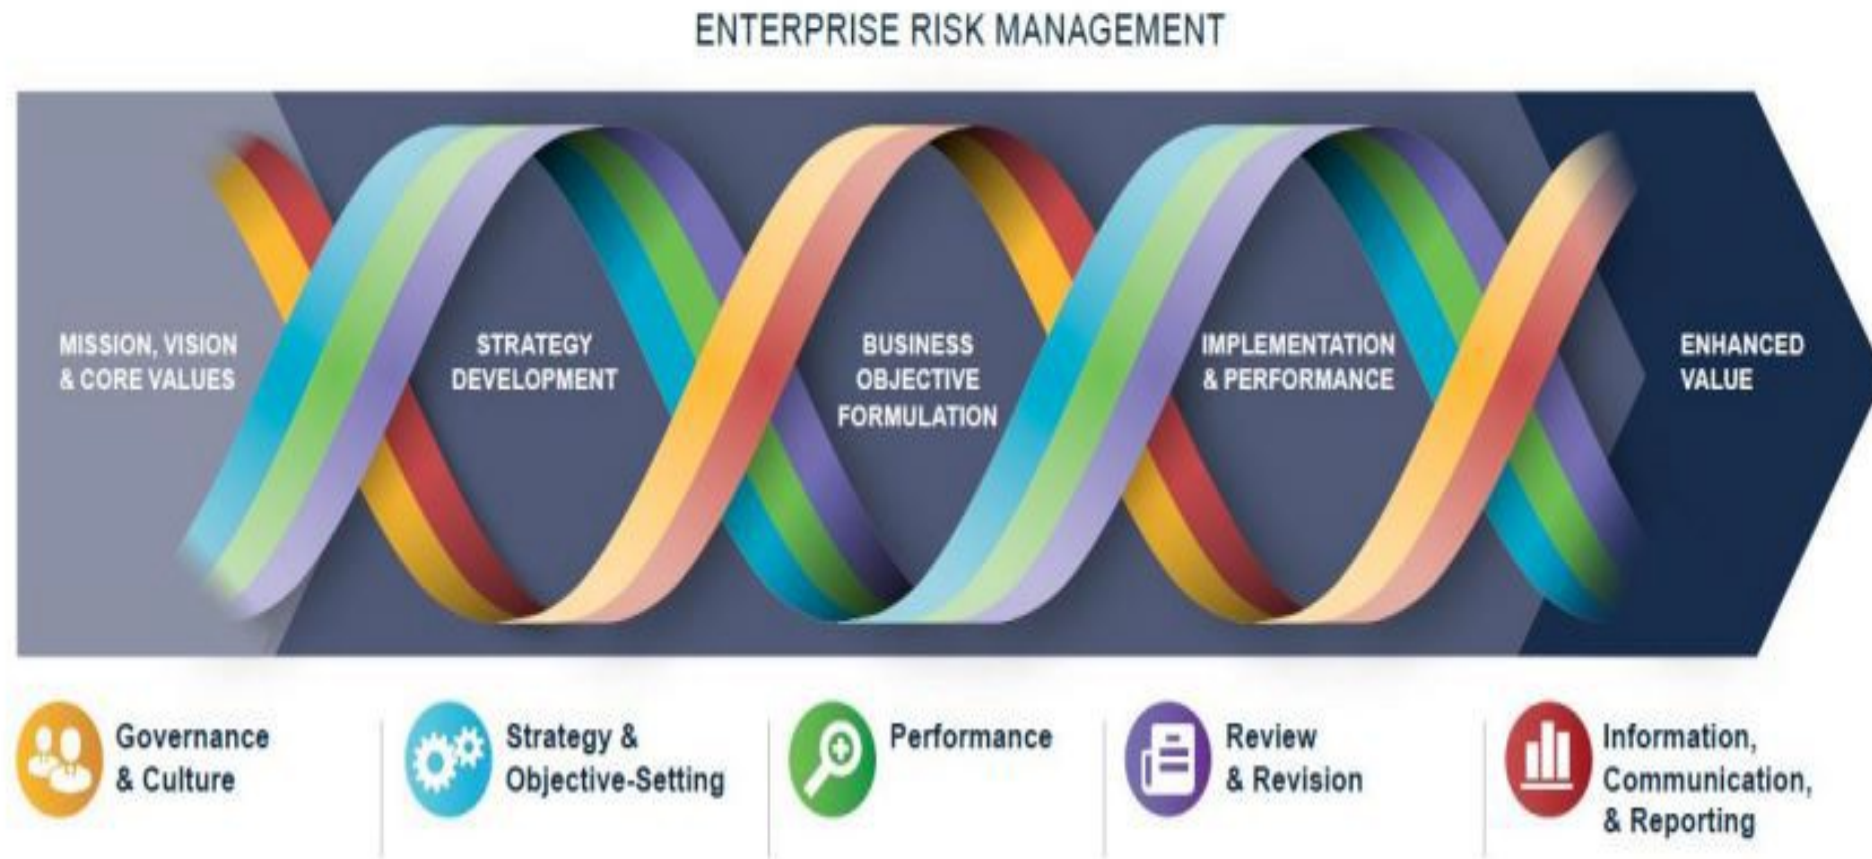 ENTERPRISE RISK MANAGEMENT
MISSION, VISION
& CORE VALUES
STRATEGY
DEVELOPMENT
BUSINESS
OBJECTIVE
FORMULATION
IMPLEMENTATION
& PERFORMANCE
ENHANCED
VALUE
Governance
& Culture
Strategy &
Objective-Setting
Performance
Review
& Revision
Information,
Communication,
& Reporting